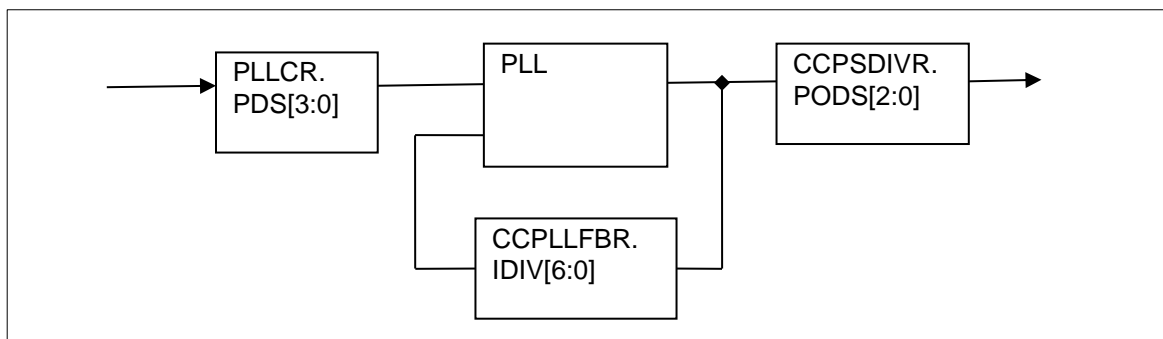 PLLCR.
PDS[3:0]
PLL
CCPSDIVR.
PODS[2:0]
CCPLLFBR.
IDIV[6:0]